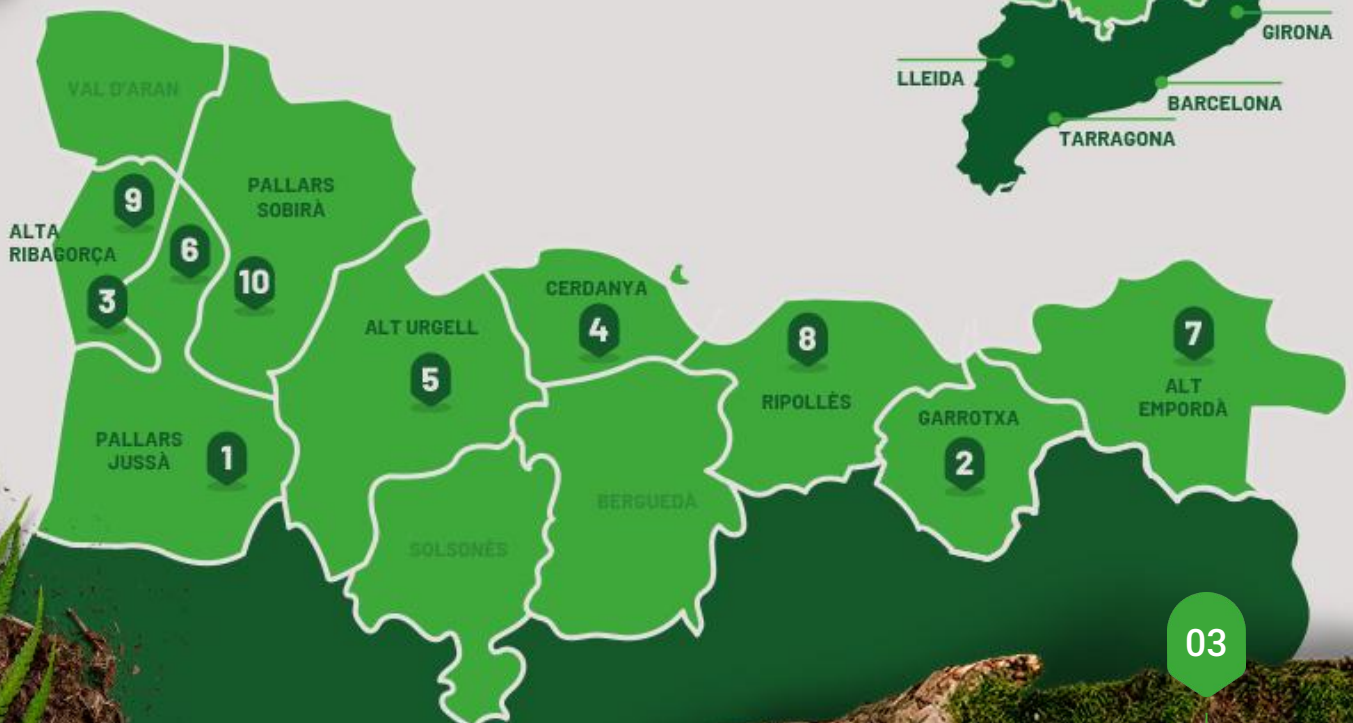 GIRONA
LLEIDA
BARCELONA
TARRAGONA
VAL D'ARAN
PALLARS
SOBIRÀ
9
ALTA
RIBAGORÇA
6
10
3
CERDANYA
4
ALT URGELL
5
8
RIPOLLÈS
7
ALT
EMPORDÀ
GARROTXA
2
PALLARS
JUSSÀ
1
BERGUEDÀ
SOLSONÈS
03